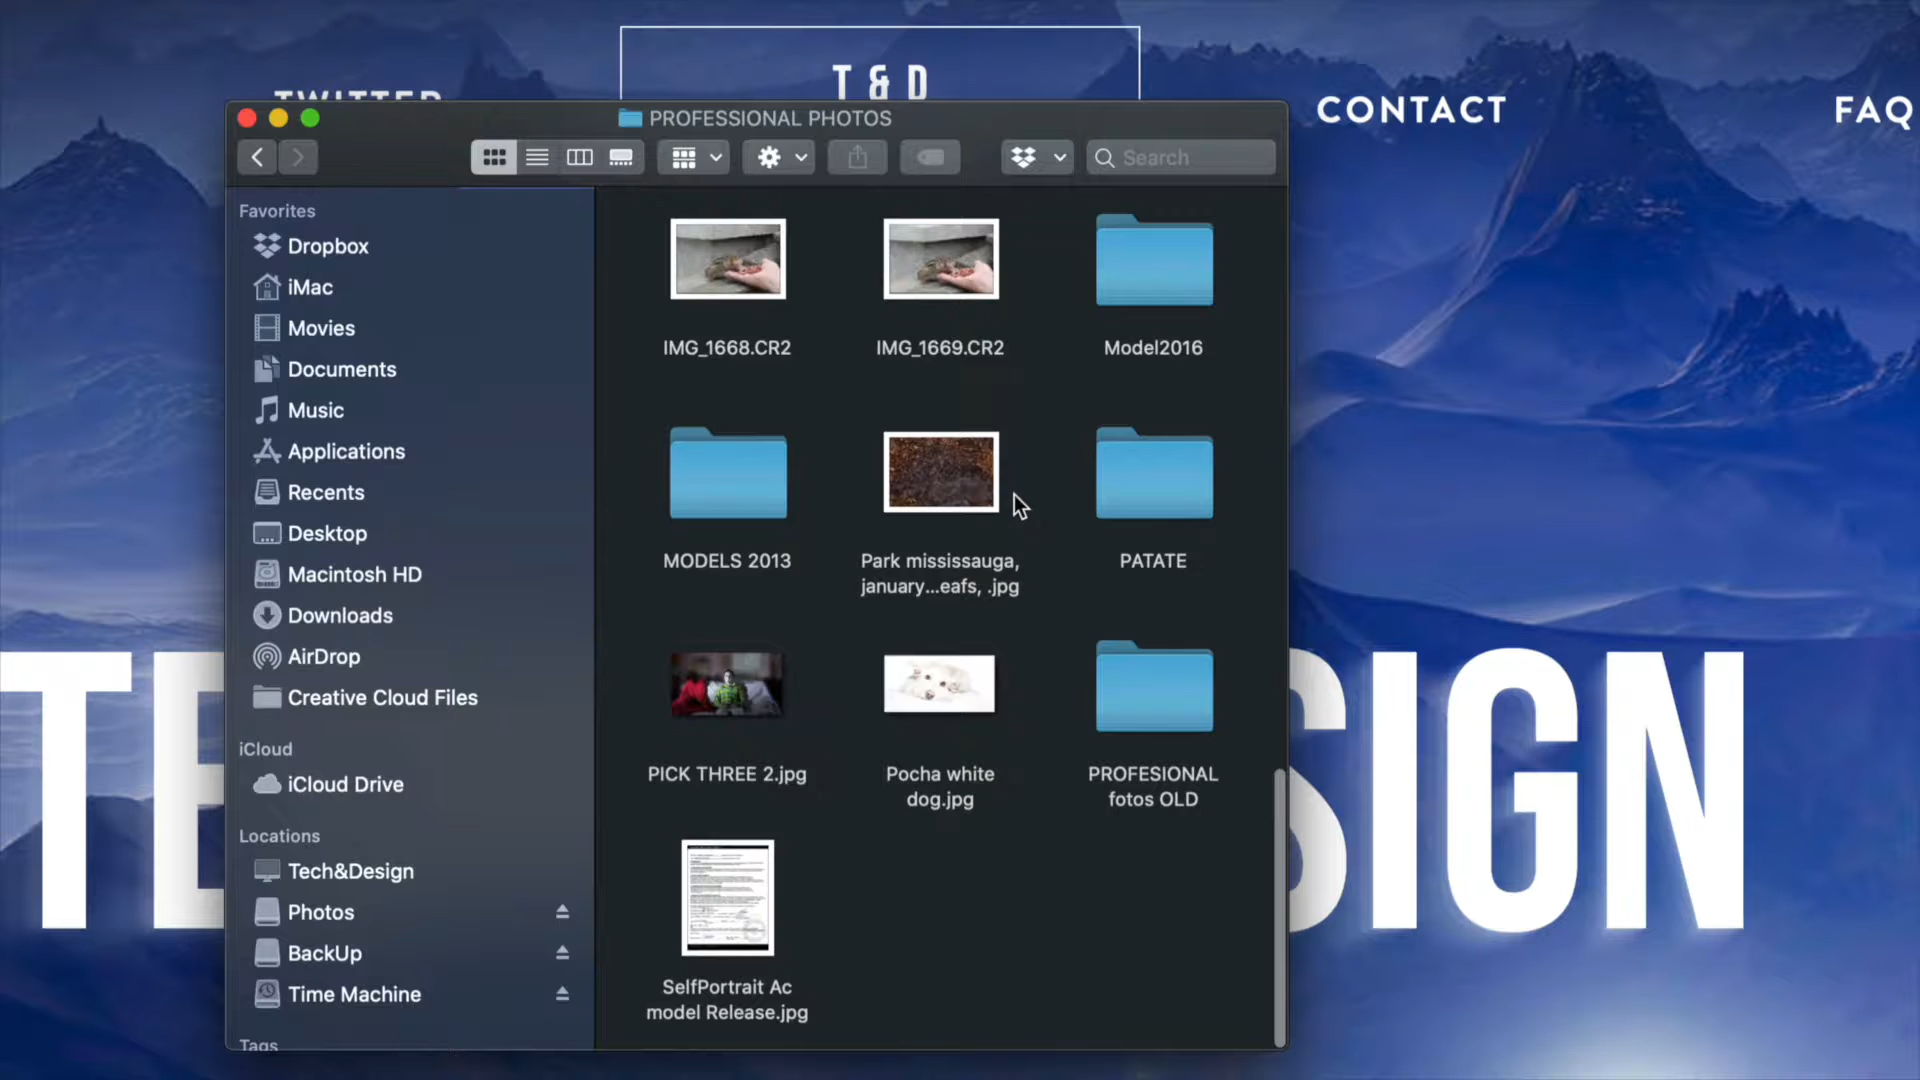 T & D
TWITTER
CONTACT
FAQ
PROFESSIONAL PHOTOS
Search
Favorites
Dropbox
iMac
Movies
Documents
Music
Applications
Recents
Desktop
Macintosh HD
Downloads
AirDrop
Creative Cloud Files
iCloud
iCloud Drive
Locations
Tech&Design
Photos
BackUp
Time Machine
Tags
IMG_1668.CR2
IMG_1669.CR2
Model2016
MODELS 2013
Park mississauga,
january...eafs, .jpg
PATATE
PICK THREE 2.jpg
Pocha white
dog.jpg
PROFESIONAL
fotos OLD
SelfPortrait Ac
model Release.jpg
TE
SIGN